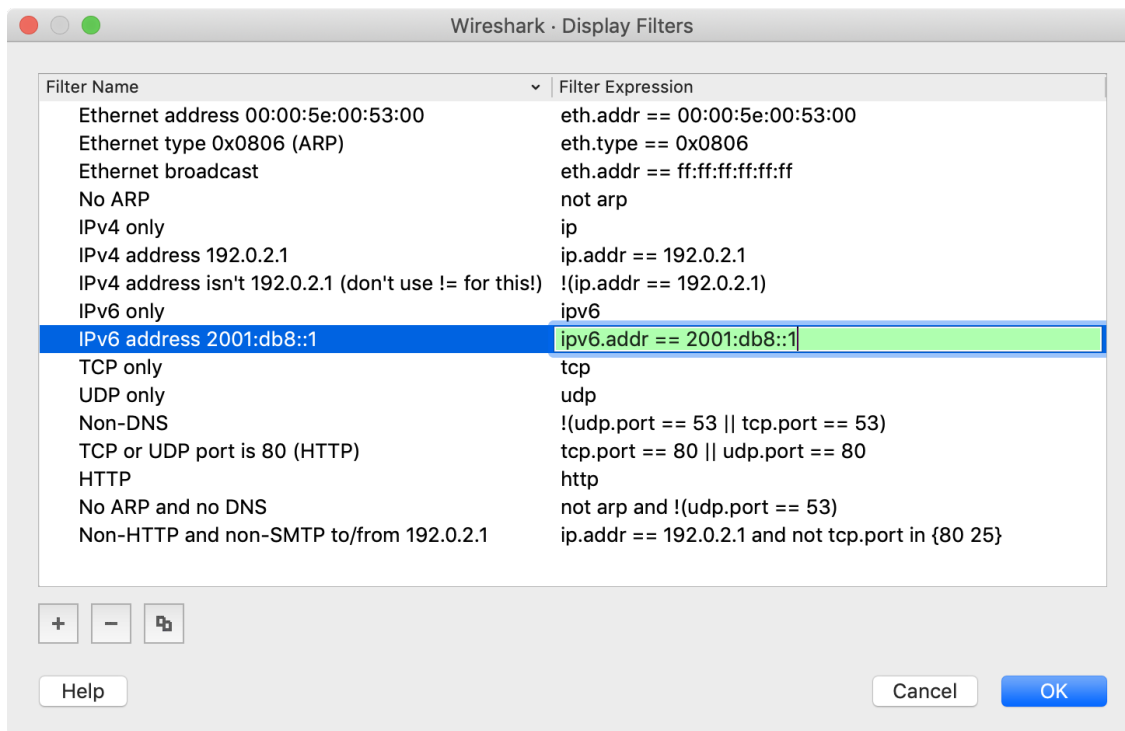 Wireshark · Display Filters
Filter Name Filter Expression
Ethernet address 00:00:5e:00:53:00 eth.addr == 00:00:5e:00:53:00
Ethernet type 0x0806 (ARP) eth.type == 0x0806
Ethernet broadcast eth.addr == ff:ff:ff:ff:ff:ff
No ARP not arp
IPv4 only ip
IPv4 address 192.0.2.1 ip.addr == 192.0.2.1
IPv4 address isn't 192.0.2.1 (don't use != for this!) !(ip.addr == 192.0.2.1)
IPv6 only ipv6
IPv6 address 2001:db8::1 ipv6.addr == 2001:db8::1
TCP only tcp
UDP only udp
Non-DNS !(udp.port == 53 || tcp.port == 53)
TCP or UDP port is 80 (HTTP) tcp.port == 80 || udp.port == 80
HTTP http
No ARP and no DNS not arp and !(udp.port == 53)
Non-HTTP and non-SMTP to/from 192.0.2.1 ip.addr == 192.0.2.1 and not tcp.port in {80 25}
Help Cancel OK